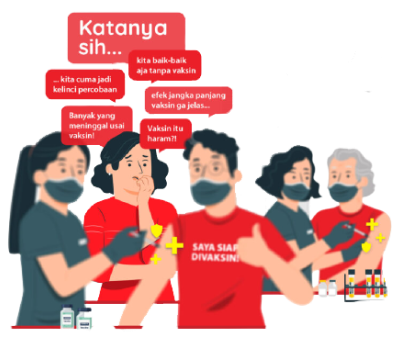 Katanya
sih...
kita baik-baik
aja tanpa vaksin
... kita cuma jadi
kelinci percobaan
efek jangka panjang
vaksin ga jelas...
Banyak yang
meninggal usai
vaksin!
Vaksin itu
haram?!
SAYA SIAP
DIVAKSIN!